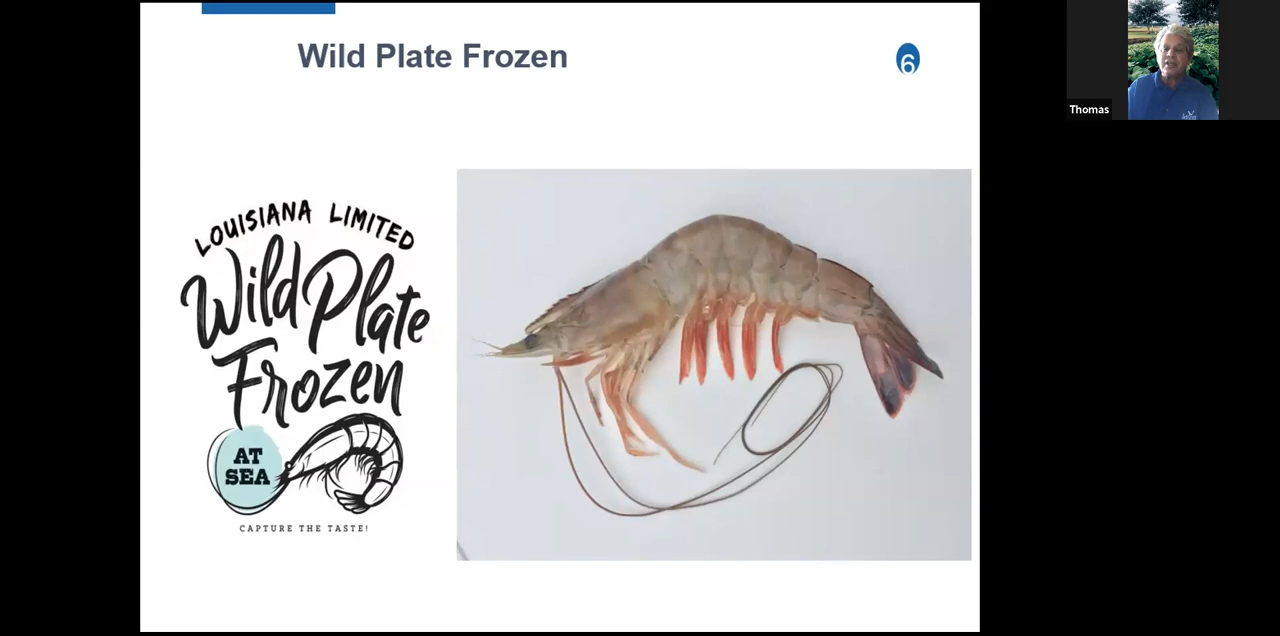 Wild Plate Frozen
6
LOUISIANA LIMITED
Wild Plate
Frozen
AT
SEA
CAPTURE THE TASTE!
Thomas